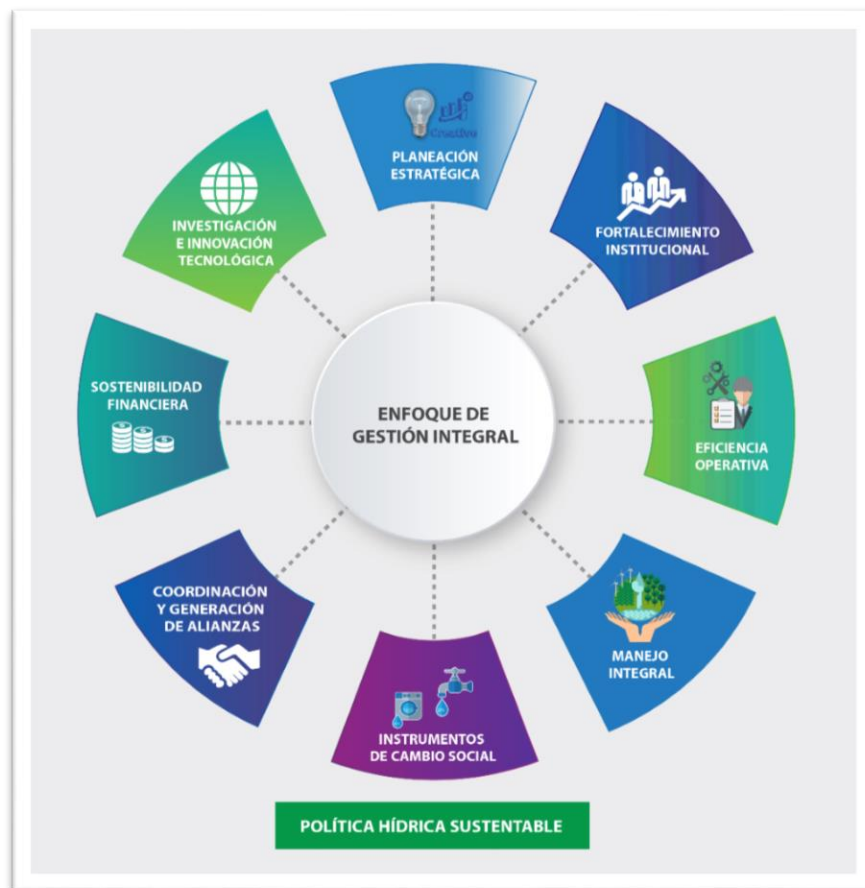 Creative
PLANEACIÓN
ESTRATÉGICA
FORTALECIMIENTO
INSTITUCIONAL
EFICIENCIA
OPERATIVA
MANEJO
INTEGRAL
INSTRUMENTOS
DE CAMBIO SOCIAL
COORDINACIÓN
Y GENERACIÓN
DE ALIANZAS
SOSTENIBILIDAD
FINANCIERA
INVESTIGACIÓN
E INNOVACIÓN
TECNOLÓGICA
ENFOQUE DE
GESTIÓN INTEGRAL
POLÍTICA HÍDRICA SUSTENTABLE